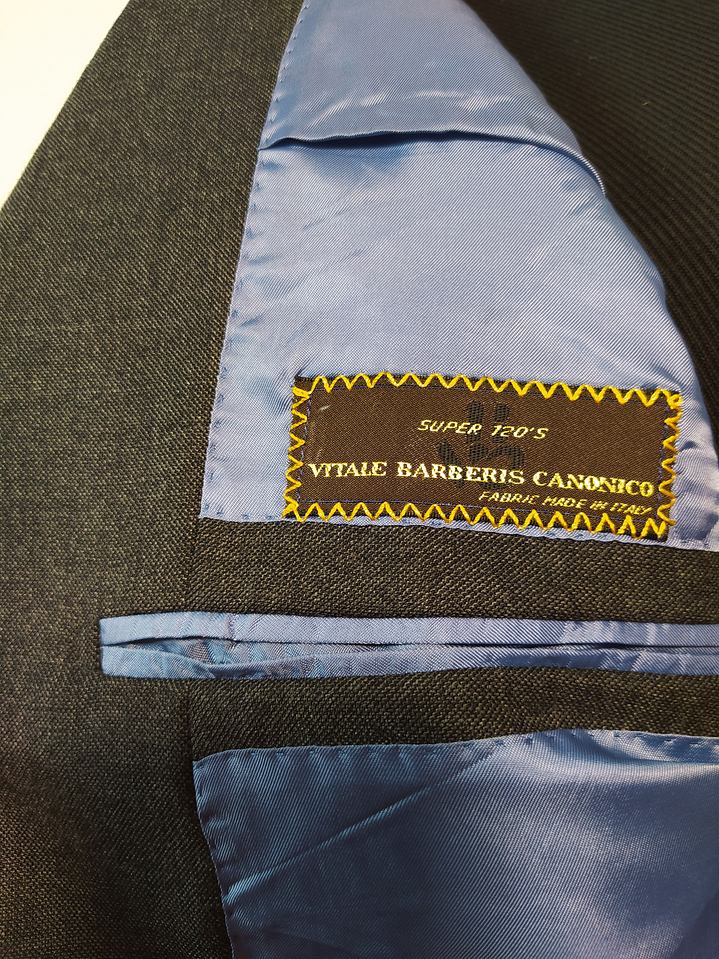 SUPER 120'S
VITALE BARBERIS CANONICO
FABRIC MADE IN ITALY